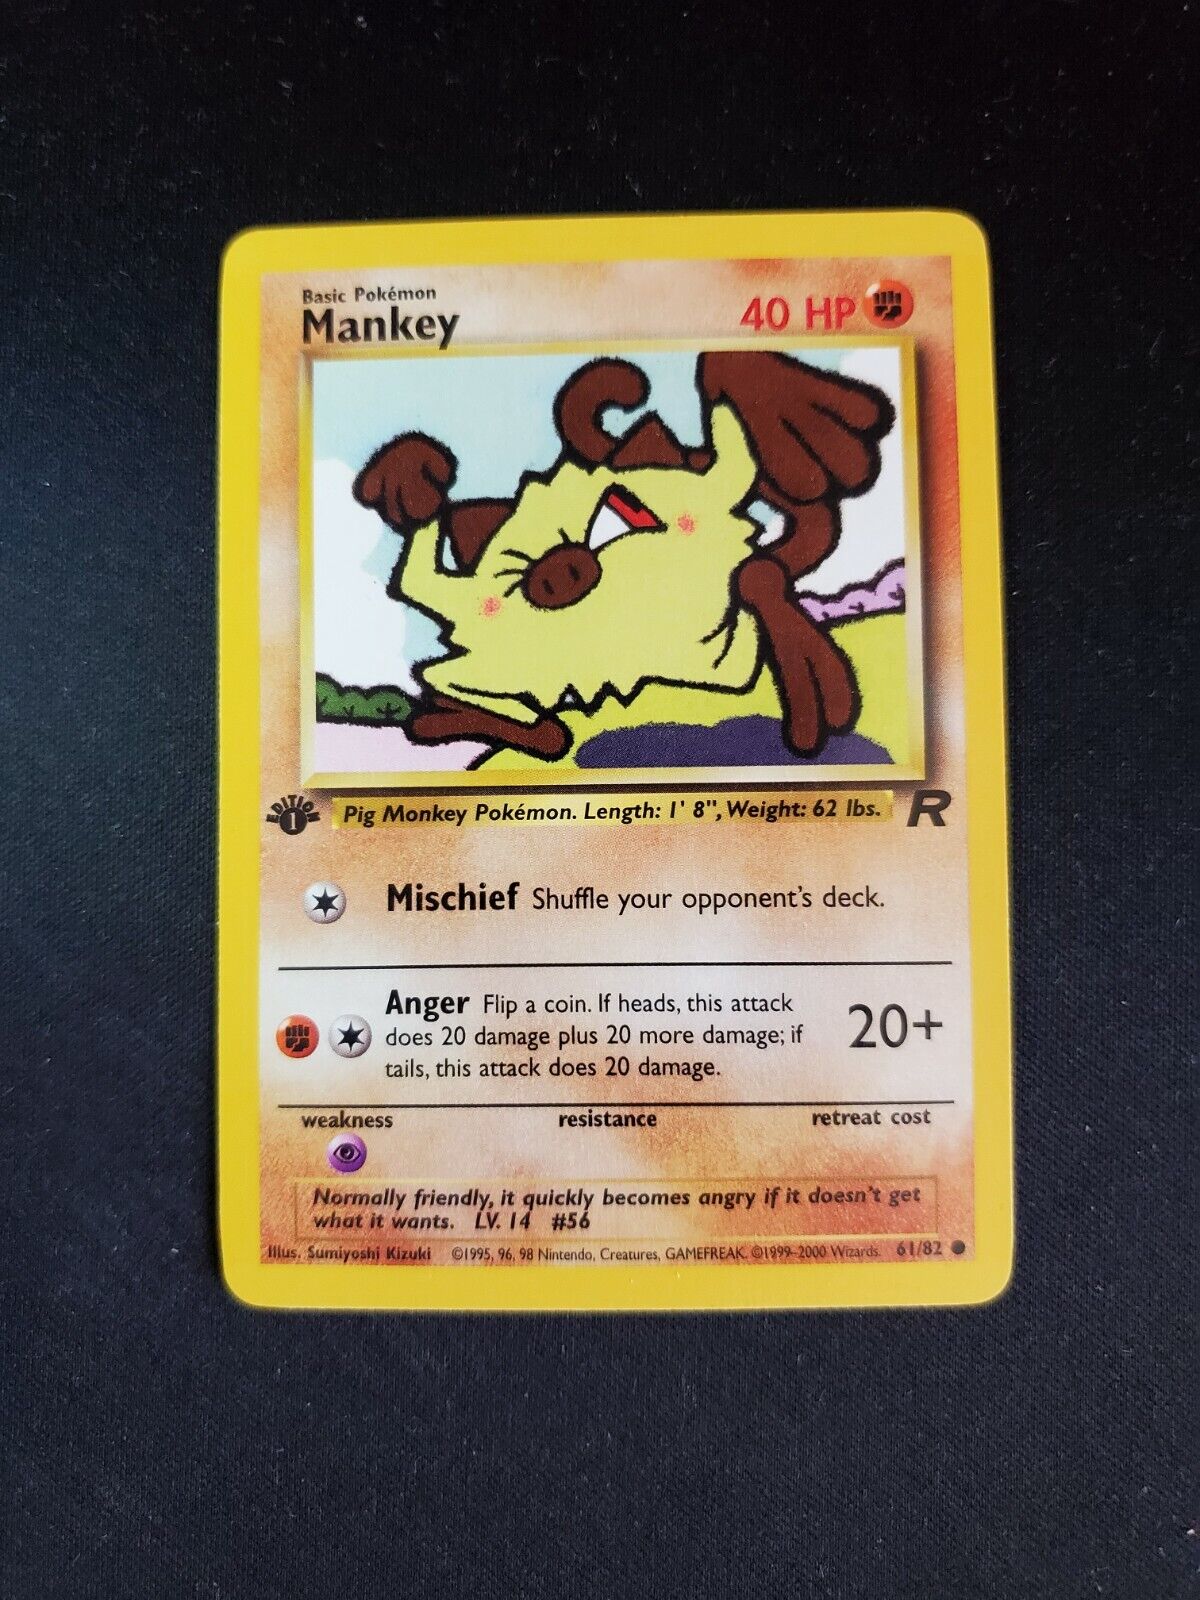 Basic Pokémon
Mankey
40 HP
EDITION
1
Pig Monkey Pokémon. Length: 1' 8", Weight: 62 lbs.
R
Mischief Shuffle your opponent's deck.
Anger Flip a coin. If heads, this attack
does 20 damage plus 20 more damage; if
tails, this attack does 20 damage.
20+
weakness resistance retreat cost
Normally friendly, it quickly becomes angry if it doesn't get
what it wants. LV. 14 #56
Illus. Sumiyoshi Kizuki ©1995, 96, 98 Nintendo, Creatures, GAMEFREAK. ©1999-2000 Wizards. 61/82